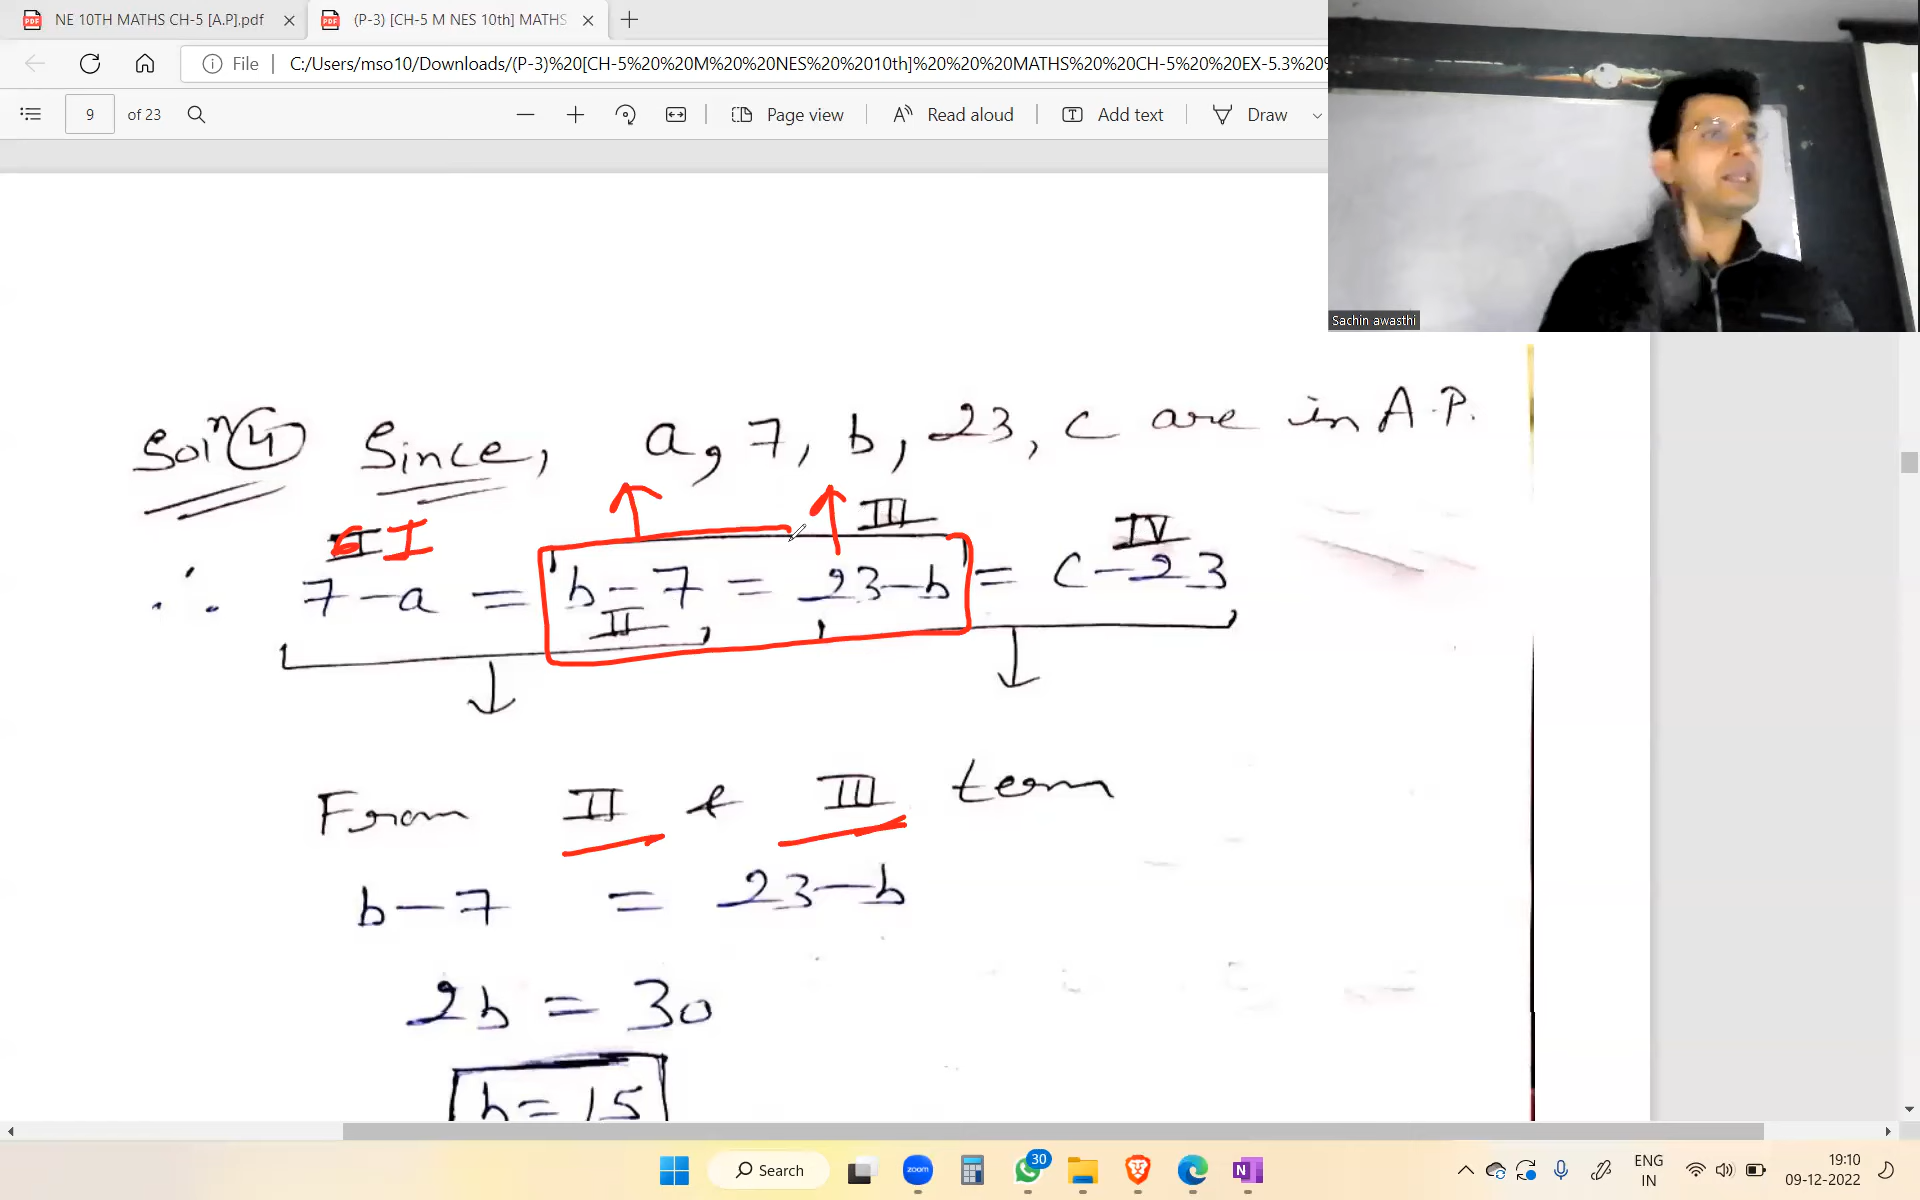 NE 10TH MATHS CH-5 [A.P].pdf
(P-3) [CH-5 M NES 10th] MATHS
File
C:/Users/mso10/Downloads/(P-3)%20[CH-5%20%20M%20%20NES%20%2010th]%20%20%20MATHS%20%20CH-5%20%20EX-5.3%20%
9 of 23
Page view
Read aloud
Add text
Draw
Sachin awasthi
Solⁿ 4 Since, a, 7, b, 23, c are in A.P.
I III IV
∴ 7-a = b-7 = 23-b = c-23
II
From II & III term
b-7 = 23-b
2b = 30
b = 15
Search
zoom
30
N
ENG
IN
19:10
09-12-2022